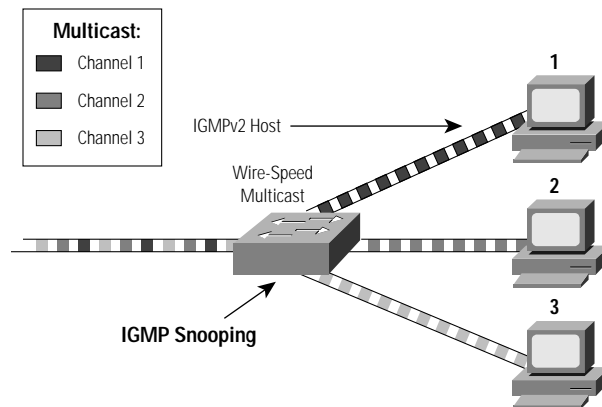 Multicast:
Channel 1
Channel 2
Channel 3
1
IGMPv2 Host
Wire-Speed
Multicast
2
IGMP Snooping
3